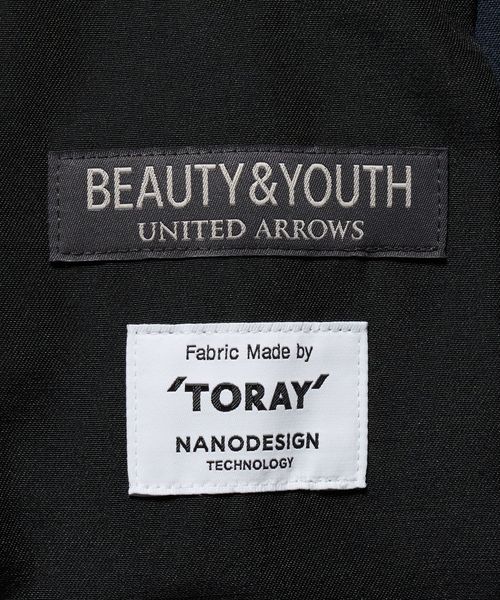 BEAUTY&YOUTH
UNITED ARROWS
Fabric Made by
'TORAY'
NANODESIGN
TECHNOLOGY